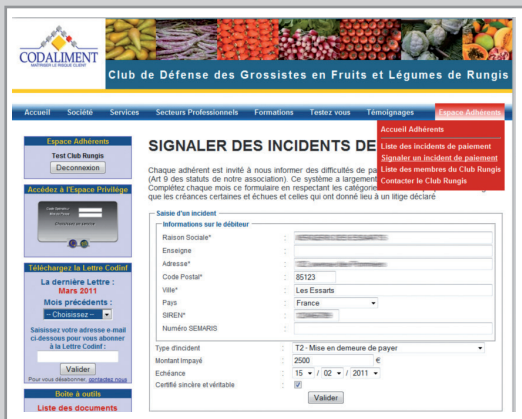 CODALIMENT
MAÎTRISER LE RISQUE CLIENT
Club de Défense des Grossistes en Fruits et Légumes de Rungis
Accueil Société Services Secteurs Professionnels Formations Testez vous Témoignages Espace Adhérents
Accueil Adhérents
Liste des incidents de paiement
Signaler un incident de paiement
Liste des membres du Club Rungis
Contacter le Club Rungis
Espace Adhérents
Test Club Rungis
Deconnexion
Accédez à l'Espace Privilège
Téléchargez la Lettre Codinf
La dernière Lettre :
Mars 2011
Mois précédents :
-- Choisissez --
Saisissez votre adresse e-mail
ci-dessous pour vous abonner
à la Lettre Codinf :
Valider
Pour vous désabonner, contactez nous
Boîte à outils
Liste des documents
SIGNALER DES INCIDENTS DE
Chaque adhérent est invité à nous informer des difficultés de pa
(Art 9 des statuts de notre association). Ce système a largement
Complétez chaque mois ce formulaire en respectant les catégorie
que les créances certaines et échues et celles qui ont donné lieu à un litige déclaré
Saisie d'un incident
Informations sur le débiteur
Raison Sociale* :
Enseigne :
Adresse* :
Code Postal* : 85123
Ville* : Les Essarts
Pays : France
SIREN* :
Numéro SEMARIS :
Type d'incident : T2 - Mise en demeure de payer
Montant Impayé : 2500 €
Echéance : 15 / 02 / 2011
Certifié sincère et véritable :
Valider